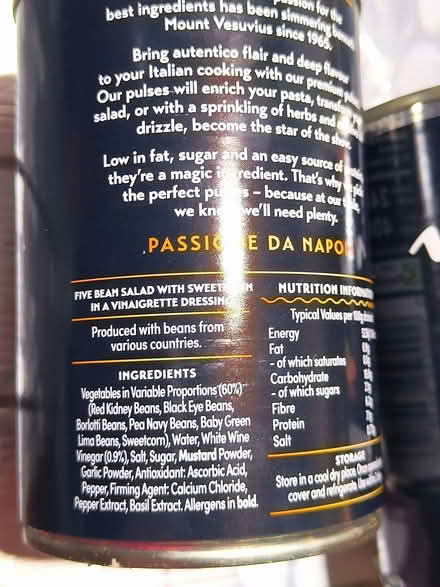 passion for the
best ingredients has been simmering
Mount Vesuvius since 1965.
Bring autentico flair and deep flavour
to your Italian cooking with our premium
Our pulses will enrich your pasta,
salad, or with a sprinkling of herbs and
drizzle, become the star of the show.
Low in fat, sugar and an easy source of
they're a magic ingredient. That's why
the perfect pulses – because at our
we know we'll need plenty.
PASSIONE DA NAPOLI
FIVE BEAN SALAD WITH SWEETCORN
IN A VINAIGRETTE DRESSING
Produced with beans from
various countries.
INGREDIENTS
Vegetables in Variable Proportions (60%)
(Red Kidney Beans, Black Eye Beans,
Borlotti Beans, Pea Navy Beans, Baby Green
Lima Beans, Sweetcorn), Water, White Wine
Vinegar (0.9%), Salt, Sugar, Mustard Powder,
Garlic Powder, Antioxidant: Ascorbic Acid,
Pepper, Firming Agent: Calcium Chloride,
Pepper Extract, Basil Extract. Allergens in bold.
NUTRITION INFORMATION
Typical Values per 100g
Energy
Fat
- of which saturates
Carbohydrate
- of which sugars
Fibre
Protein
Salt
STORAGE
Store in a cool dry place. Once
cover and refrigerate. Use